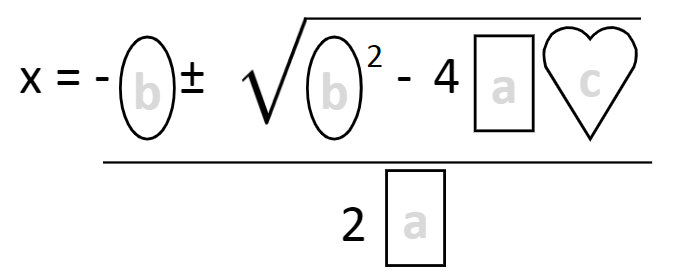 x = - b ± √ b² - 4 a c
2 a